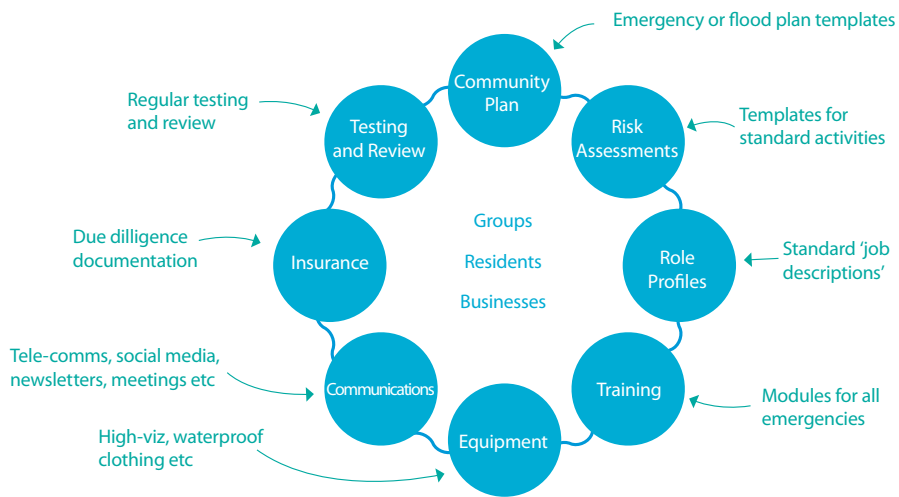 Emergency or flood plan templates
Community
Plan
Templates for
standard activities
Risk
Assessments
Standard ‘job
descriptions’
Role
Profiles
Modules for all
emergencies
Training
Equipment
High-viz, waterproof
clothing etc
Communications
Tele-comms, social media,
newsletters, meetings etc
Insurance
Due dilligence
documentation
Testing
and Review
Regular testing
and review
Groups
Residents
Businesses